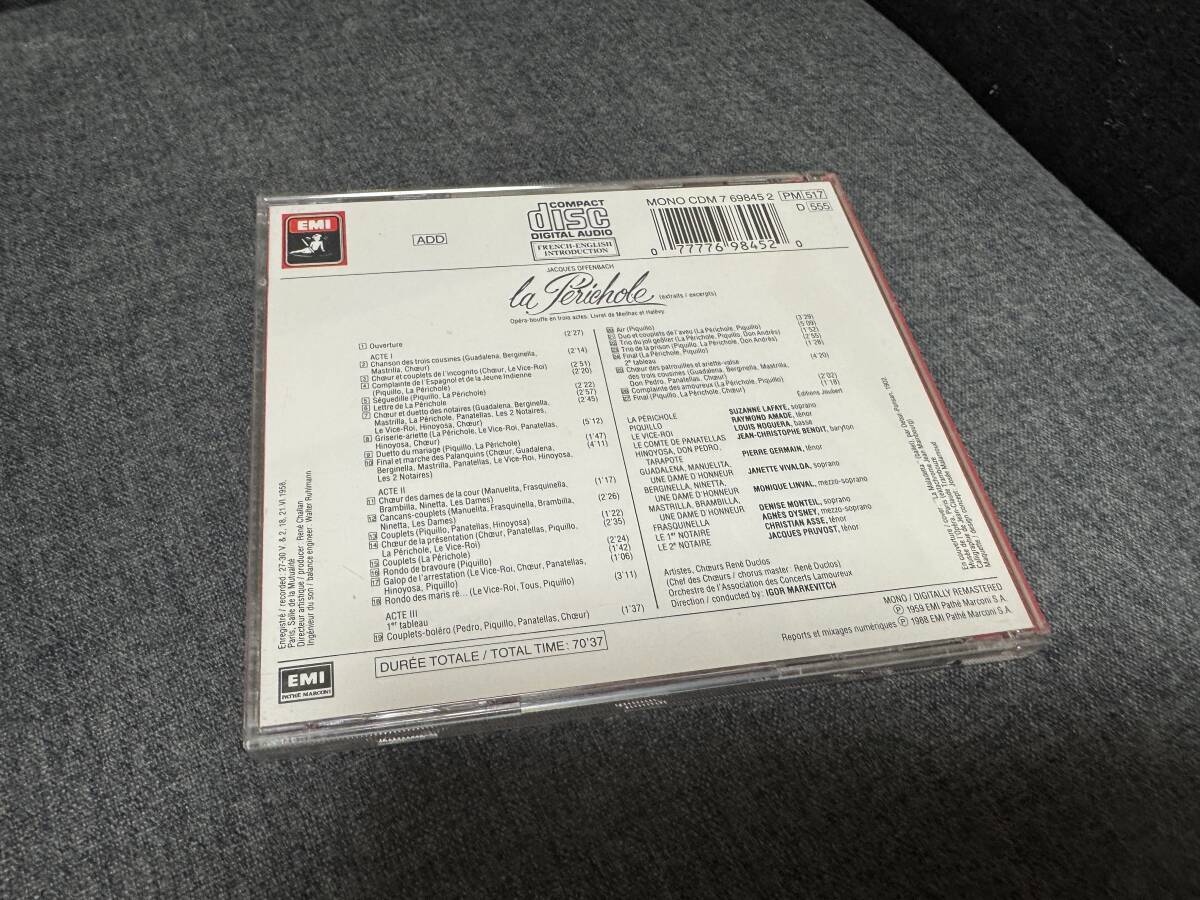 EMI
ADD
COMPACT
disc
DIGITAL AUDIO
FRENCH-ENGLISH
INTRODUCTION
MONO CDM 7 69845 2
PM 517
D 555
0 77776 98452 0
JACQUES OFFENBACH
la Périchole (extraits / excerpts)
Opéra-bouffe en trois actes. Livret de Meilhac et Halévy.
1 Ouverture (2'27)
ACTE I
2 Chanson des trois cousines (Guadalena, Berginella, (2'14)
Mastrilla, Chœur)
3 Chœur et couplets de l'incognito (Chœur, Le Vice-Roi) (2'51)
4 Complainte de l'Espagnol et de la Jeune Indienne (2'20)
(Piquillo, La Périchole)
5 Séguedille (Piquillo, La Périchole) (2'22)
6 Lettre de La Périchole (2'57)
7 Chœur et duetto des notaires (Guadalena, Berginella, (2'45)
Mastrilla, La Périchole, Panatellas, Les 2 Notaires,
Le Vice-Roi, Hinoyosa, Chœur)
8 Griserie-ariette (La Périchole, Le Vice-Roi, Panatellas, (5'12)
Hinoyosa, Chœur)
9 Duetto du mariage (Piquillo, La Périchole) (1'47)
10 Final et marche des Palanquins (Chœur, Guadalena, (4'11)
Berginella, Mastrilla, Panatellas, Le Vice-Roi, Hinoyosa,
Les 2 Notaires)
ACTE II
11 Chœur des dames de la cour (Manuelita, Frasquinella, (1'17)
Brambilla, Ninetta, Les Dames)
12 Cancans-couplets (Manuelita, Frasquinella, Brambilla, (2'26)
Ninetta, Les Dames)
13 Couplets (Piquillo, Panatellas, Hinoyosa) (1'22)
14 Chœur de la présentation (Chœur, Panatellas, Piquillo, (2'35)
La Périchole, Le Vice-Roi)
15 Couplets (La Périchole) (2'24)
16 Rondo de bravoure (Piquillo) (1'42)
17 Galop de l'arrestation (Le Vice-Roi, Chœur, Panatellas, (1'06)
Hinoyosa, Piquillo)
18 Rondo des maris ré... (Le Vice-Roi, Tous, Piquillo) (3'11)
ACTE III
1er tableau
19 Couplets-boléro (Pedro, Piquillo, Panatellas, Chœur) (1'37)
DURÉE TOTALE / TOTAL TIME : 70'37
Air (Piquillo) (3'29)
Duo et couplets de l'aveu (La Périchole, Piquillo) (5'09)
Trio du joli geôlier (La Périchole, Piquillo, Don Andrès) (1'52)
Trio de la prison (Piquillo, La Périchole, Don Andrès) (2'55)
Final (La Périchole, Piquillo) (1'28)
2e tableau
Chœur des patrouilles et ariette-valse (4'20)
des trois cousines (Guadalena, Berginella, Mastrilla,
Don Pedro, Panatellas, Chœur)
Complainte des amoureux (La Périchole, Piquillo) (2'02)
Final (Piquillo, La Périchole, Chœur) (1'18)
Editions Joubert
LA PÉRICHOLE SUZANNE LAFAYE, soprano
PIQUILLO RAYMOND AMADE, ténor
LE VICE-ROI LOUIS NOGUERA, basse
LE COMTE DE PANATELLAS JEAN-CHRISTOPHE BENOIT, baryton
HINOYOSA, DON PEDRO,
TARAPOTE PIERRE GERMAIN, ténor
GUADALENA, MANUELITA,
UNE DAME D'HONNEUR JANETTE VIVALDA, soprano
BERGINELLA, NINETTA,
UNE DAME D'HONNEUR MONIQUE LINVAL, mezzo-soprano
MASTRILLA, BRAMBILLA,
UNE DAME D'HONNEUR DENISE MONTEIL, soprano
FRASQUINELLA AGNÈS DYSNEY, mezzo-soprano
LE 1er NOTAIRE CHRISTIAN ASSE, ténor
LE 2e NOTAIRE JACQUES PRUVOST, ténor
Artistes, Chœurs René Duclos
(Chef des Chœurs / chorus master : René Duclos)
Orchestre de l'Association des Concerts Lamoureux
Direction / conducted by : IGOR MARKEVITCH
MONO / DIGITALLY REMASTERED
℗ 1959 EMI Pathé Marconi S.A.
Reports et mixages numériques ℗ 1988 EMI Pathé Marconi S.A.
Enregistré / recorded : 27-30.V. & 2, 18, 21.VI.1958,
Paris, Salle de la Mutualité
Directeur artistique / producer : René Challan
Ingénieur du son / balance engineer : Walter Ruhlmann
EMI
PATHÉ MARCONI